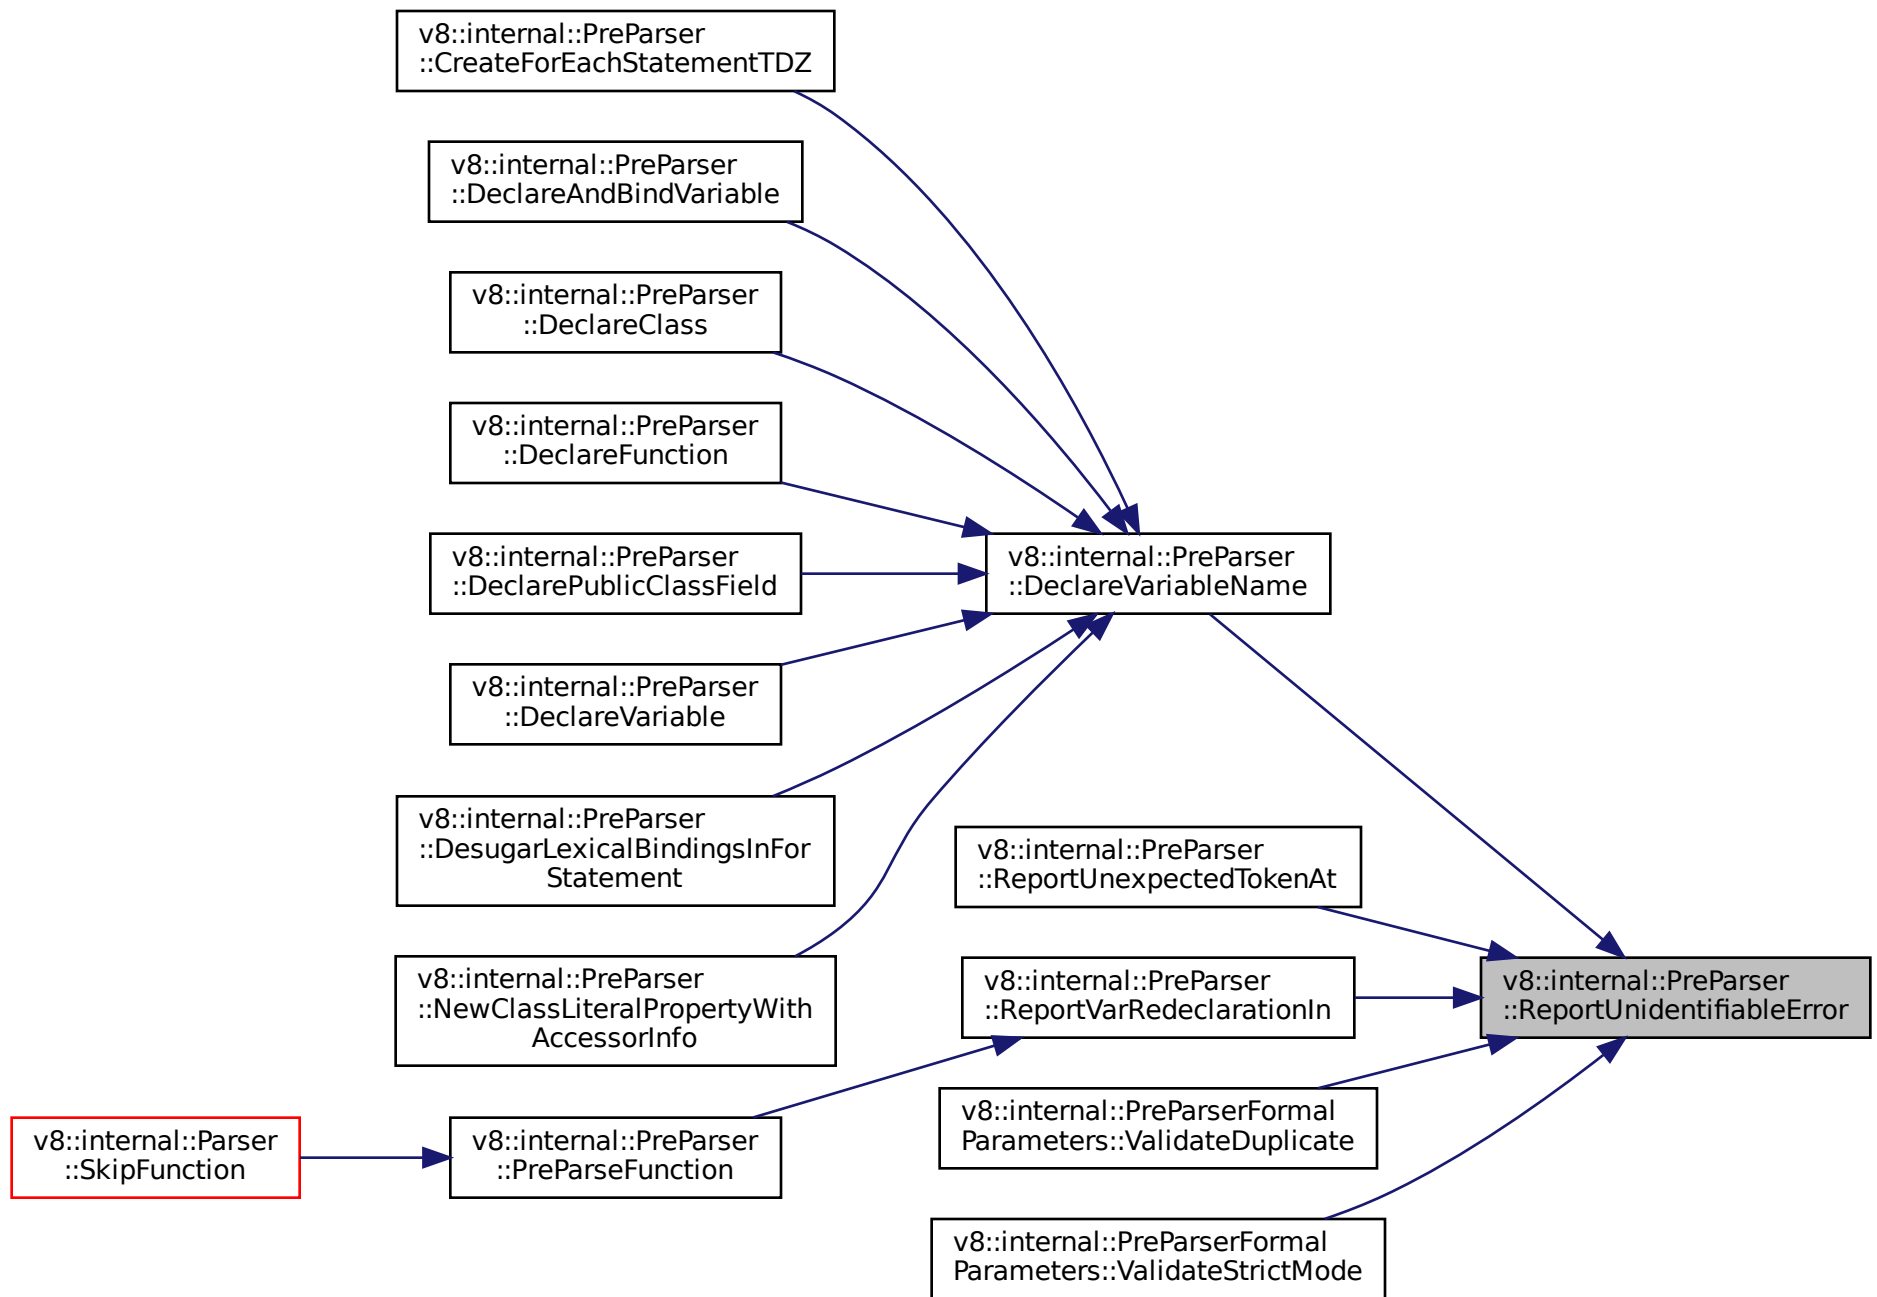 v8::internal::PreParser
::CreateForEachStatementTDZ
v8::internal::PreParser
::DeclareAndBindVariable
v8::internal::PreParser
::DeclareClass
v8::internal::PreParser
::DeclareFunction
v8::internal::PreParser
::DeclarePublicClassField
v8::internal::PreParser
::DeclareVariableName
v8::internal::PreParser
::DeclareVariable
v8::internal::PreParser
::DesugarLexicalBindingsInFor
Statement
v8::internal::PreParser
::ReportUnexpectedTokenAt
v8::internal::PreParser
::NewClassLiteralPropertyWith
AccessorInfo
v8::internal::PreParser
::ReportVarRedeclarationIn
v8::internal::PreParser
::ReportUnidentifiableError
v8::internal::Parser
::SkipFunction
v8::internal::PreParser
::PreParseFunction
v8::internal::PreParserFormal
Parameters::ValidateDuplicate
v8::internal::PreParserFormal
Parameters::ValidateStrictMode